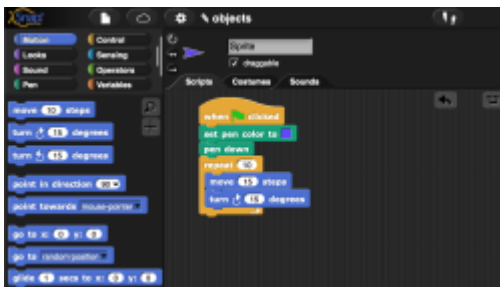 Snap!
objects
Motion
Control
Looks
Sensing
Sound
Operators
Pen
Variables
Sprite
draggable
Scripts Costumes Sounds
move 10 steps
turn 15 degrees
turn 15 degrees
point in direction 90
point towards mouse-pointer
go to x: 0 y: 0
go to random position
glide 1 secs to x: 0 y: 0
when clicked
set pen color to
pen down
repeat 10
move 15 steps
turn 15 degrees